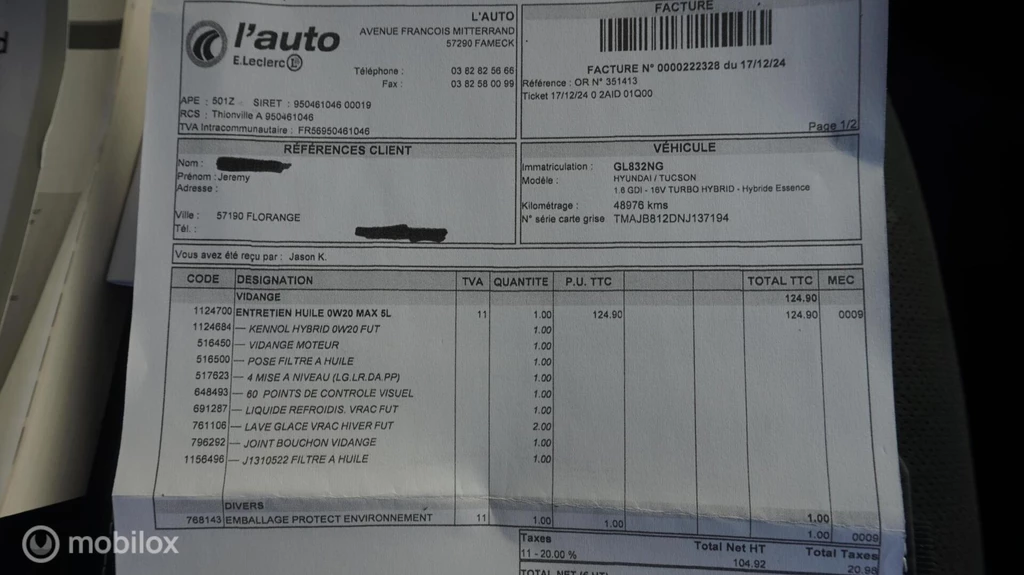 l'auto
E.Leclerc
L'AUTO
AVENUE FRANCOIS MITTERRAND
57290 FAMECK
Téléphone : 03 82 82 56 66
Fax : 03 82 58 00 99
APE : 501Z SIRET : 950461046 00019
RCS : Thionville A 950461046
TVA Intracommunautaire : FR56950461046
FACTURE
FACTURE N° 0000222328 du 17/12/24
Référence : OR N° 351413
Ticket 17/12/24 0 2AID 01Q00
Page 1/2
RÉFÉRENCES CLIENT
Nom :
Prénom : Jeremy
Adresse :
Ville : 57190 FLORANGE
Tél. :
VÉHICULE
Immatriculation : GL832NG
Modèle : HYUNDAI / TUCSON
1.6 GDI - 16V TURBO HYBRID - Hybride Essence
Kilométrage : 48976 kms
N° série carte grise : TMAJB812DNJ137194
Vous avez été reçu par : Jason K.
CODE DESIGNATION TVA QUANTITE P.U. TTC TOTAL TTC MEC
VIDANGE 124.90
1124700 ENTRETIEN HUILE 0W20 MAX 5L 11 1.00 124.90 124.90 0009
1124684 — KENNOL HYBRID 0W20 FUT 1.00
516450 — VIDANGE MOTEUR 1.00
516500 — POSE FILTRE A HUILE 1.00
517623 — 4 MISE A NIVEAU (LG.LR.DA PP) 1.00
648493 — 60 POINTS DE CONTROLE VISUEL 1.00
691287 — LIQUIDE REFROIDIS. VRAC FUT 1.00
761106 — LAVE GLACE VRAC HIVER FUT 2.00
796292 — JOINT BOUCHON VIDANGE 1.00
1156496 — J1310522 FILTRE A HUILE 1.00
DIVERS 1.00
768143 EMBALLAGE PROTECT ENVIRONNEMENT 11 1.00 1.00 1.00 0009
Taxes Total Net HT Total Taxes
11 - 20.00 % 104.92 20.98
mobilox